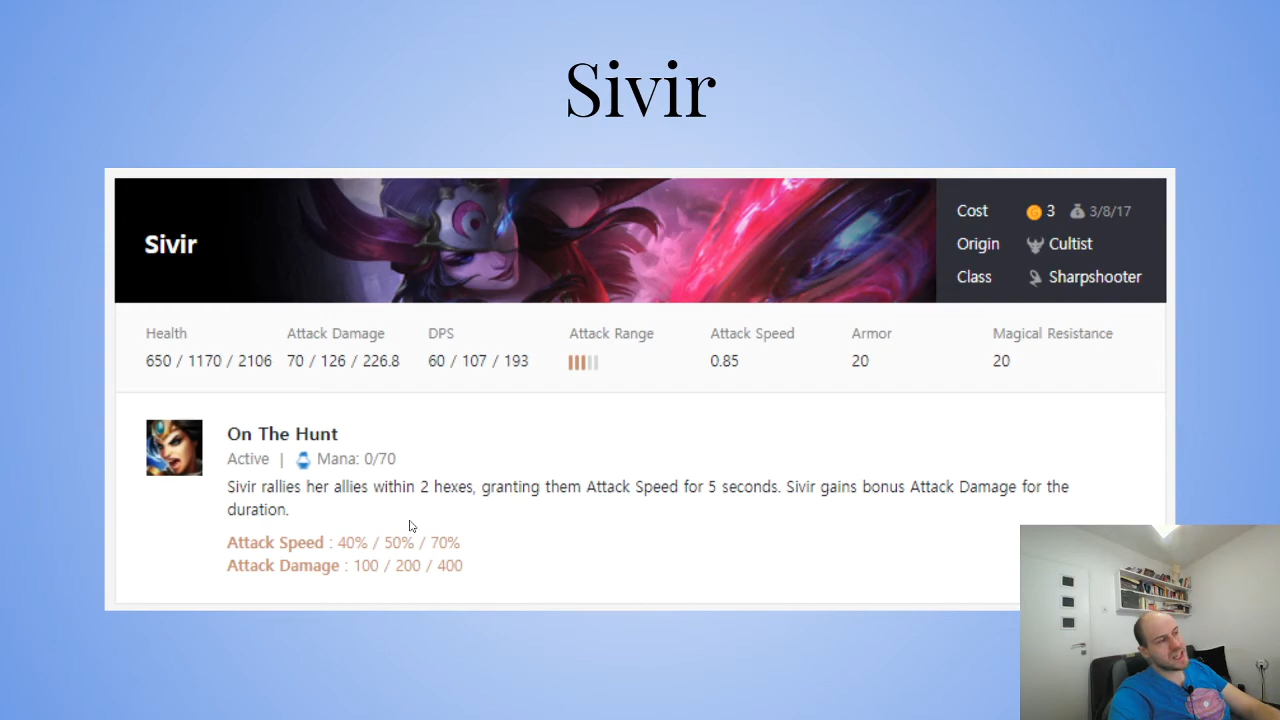 Sivir
Sivir
Cost 3 3/8/17
Origin Cultist
Class Sharpshooter
Health Attack Damage DPS Attack Range Attack Speed Armor Magical Resistance
650 / 1170 / 2106 70 / 126 / 226.8 60 / 107 / 193 0.85 20 20
On The Hunt
Active | Mana: 0/70
Sivir rallies her allies within 2 hexes, granting them Attack Speed for 5 seconds. Sivir gains bonus Attack Damage for the
duration.
Attack Speed : 40% / 50% / 70%
Attack Damage : 100 / 200 / 400